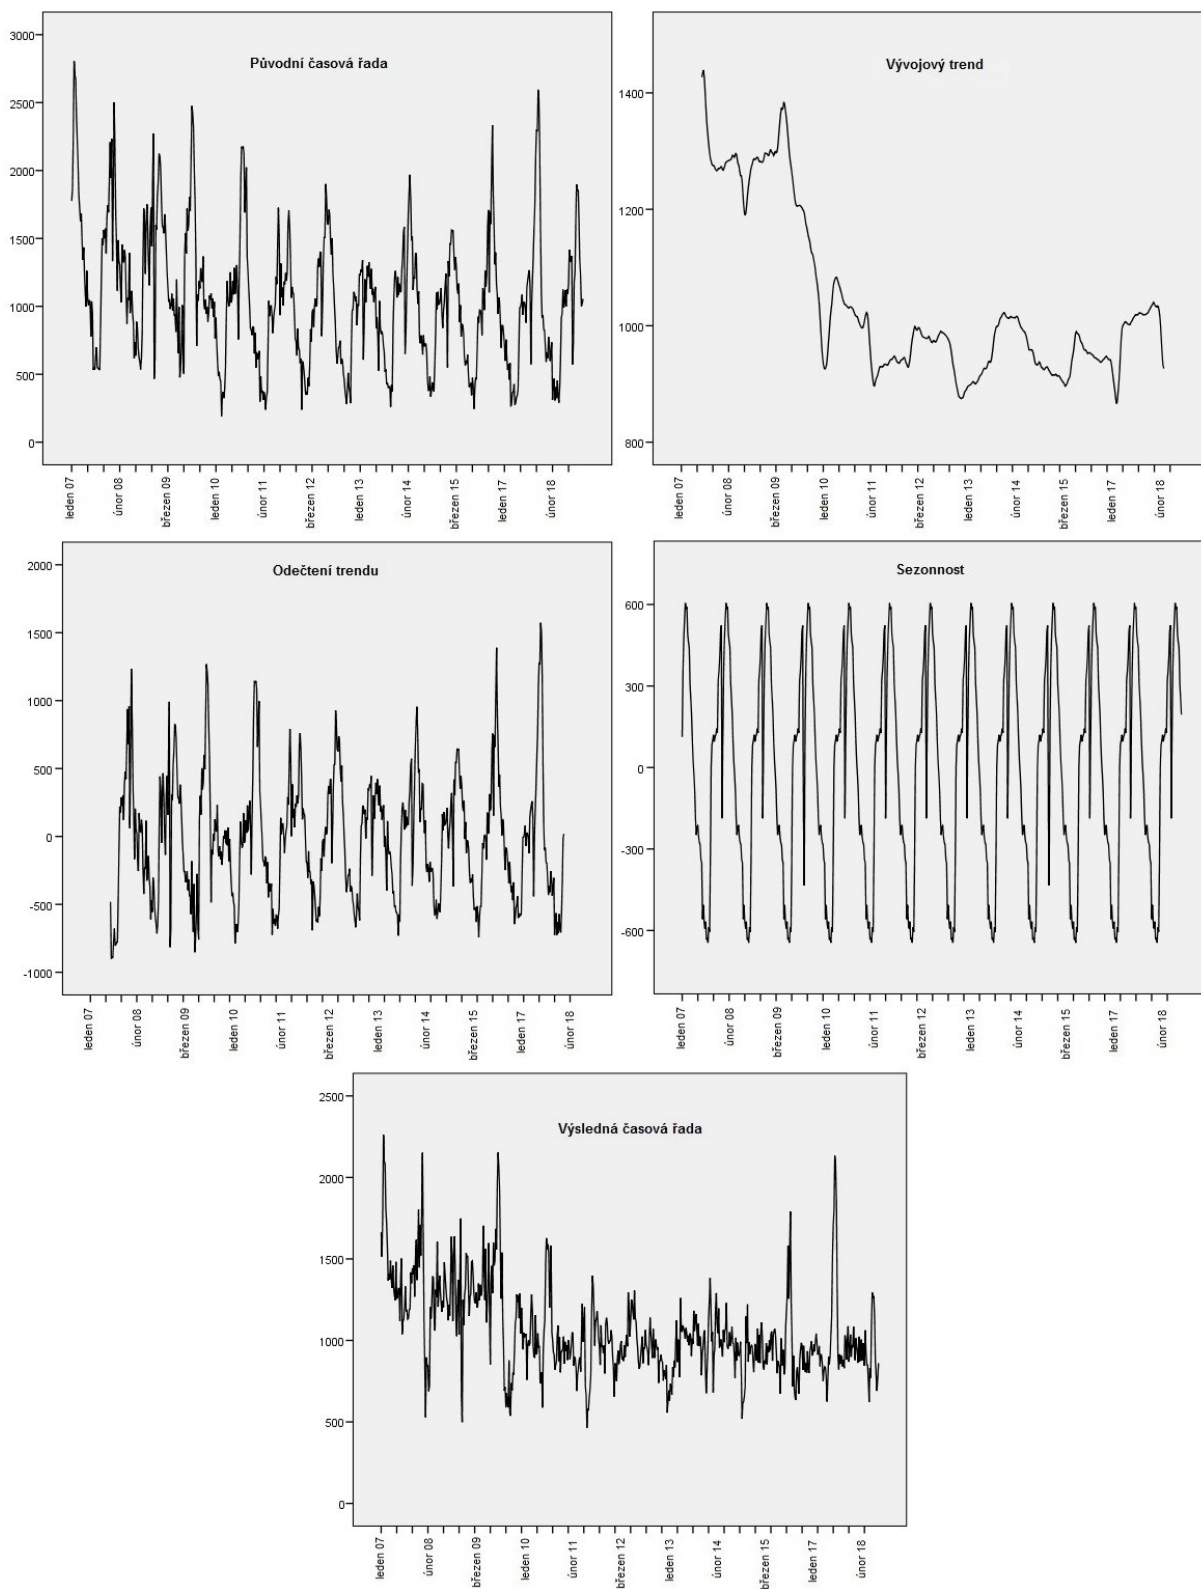 Původní časová řada
3000
2500
2000
1500
1000
500
0
leden 07
únor 08
březen 09
leden 10
únor 11
březen 12
leden 13
únor 14
březen 15
leden 17
únor 18
Vývojový trend
1400
1200
1000
800
leden 07
únor 08
březen 09
leden 10
únor 11
březen 12
leden 13
únor 14
březen 15
leden 17
únor 18
Odečtení trendu
2000
1500
1000
500
0
-500
-1000
leden 07
únor 08
březen 09
leden 10
únor 11
březen 12
leden 13
únor 14
březen 15
leden 17
únor 18
Sezonnost
600
300
0
-300
-600
leden 07
únor 08
březen 09
leden 10
únor 11
březen 12
leden 13
únor 14
březen 15
leden 17
únor 18
Výsledná časová řada
2500
2000
1500
1000
500
0
leden 07
únor 08
březen 09
leden 10
únor 11
březen 12
leden 13
únor 14
březen 15
leden 17
únor 18